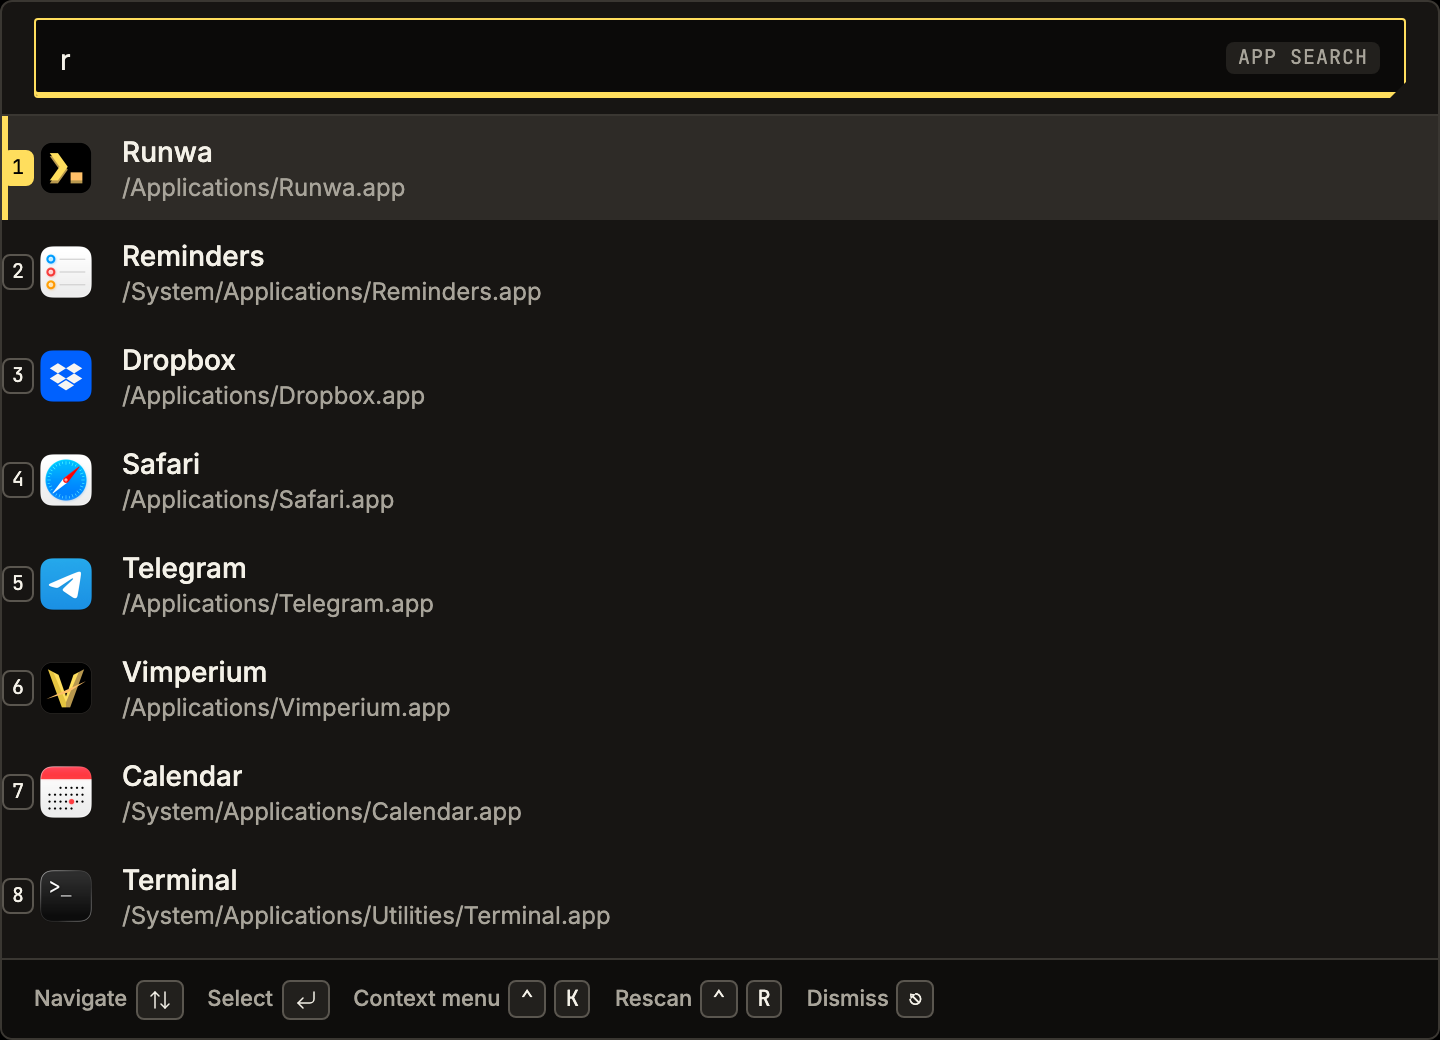 r
APP SEARCH
1
Runwa
/Applications/Runwa.app
2
Reminders
/System/Applications/Reminders.app
3
Dropbox
/Applications/Dropbox.app
4
Safari
/Applications/Safari.app
5
Telegram
/Applications/Telegram.app
6
Vimperium
/Applications/Vimperium.app
7
Calendar
/System/Applications/Calendar.app
8
>_
Terminal
/System/Applications/Utilities/Terminal.app
Navigate ↑↓ Select ↵ Context menu ^ K Rescan ^ R Dismiss ⎋